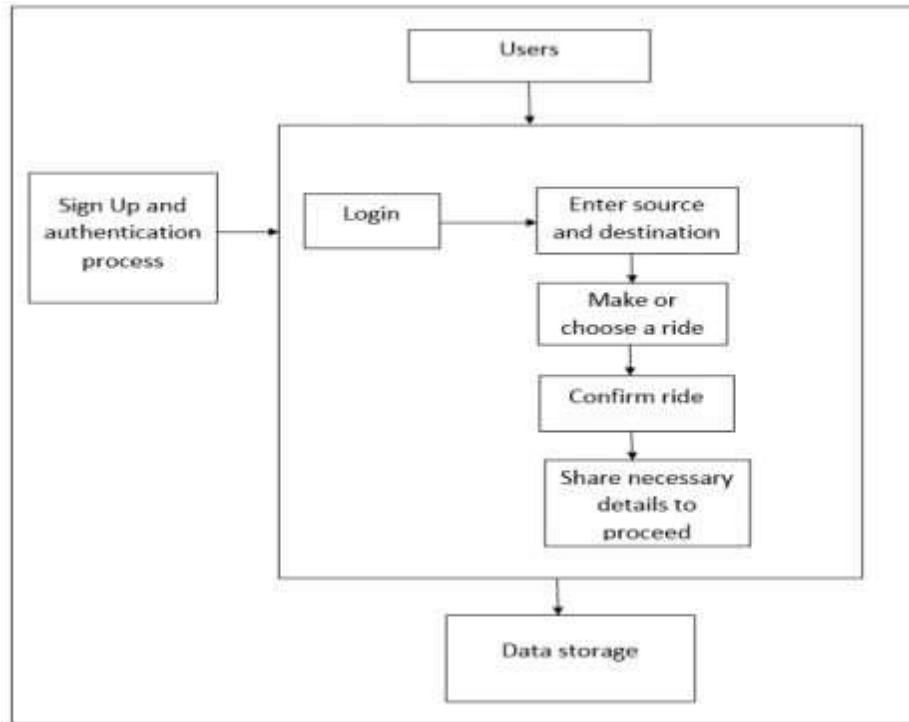 Users
Sign Up and
authentication
process
Login
Enter source
and destination
Make or
choose a ride
Confirm ride
Share necessary
details to
proceed
Data storage